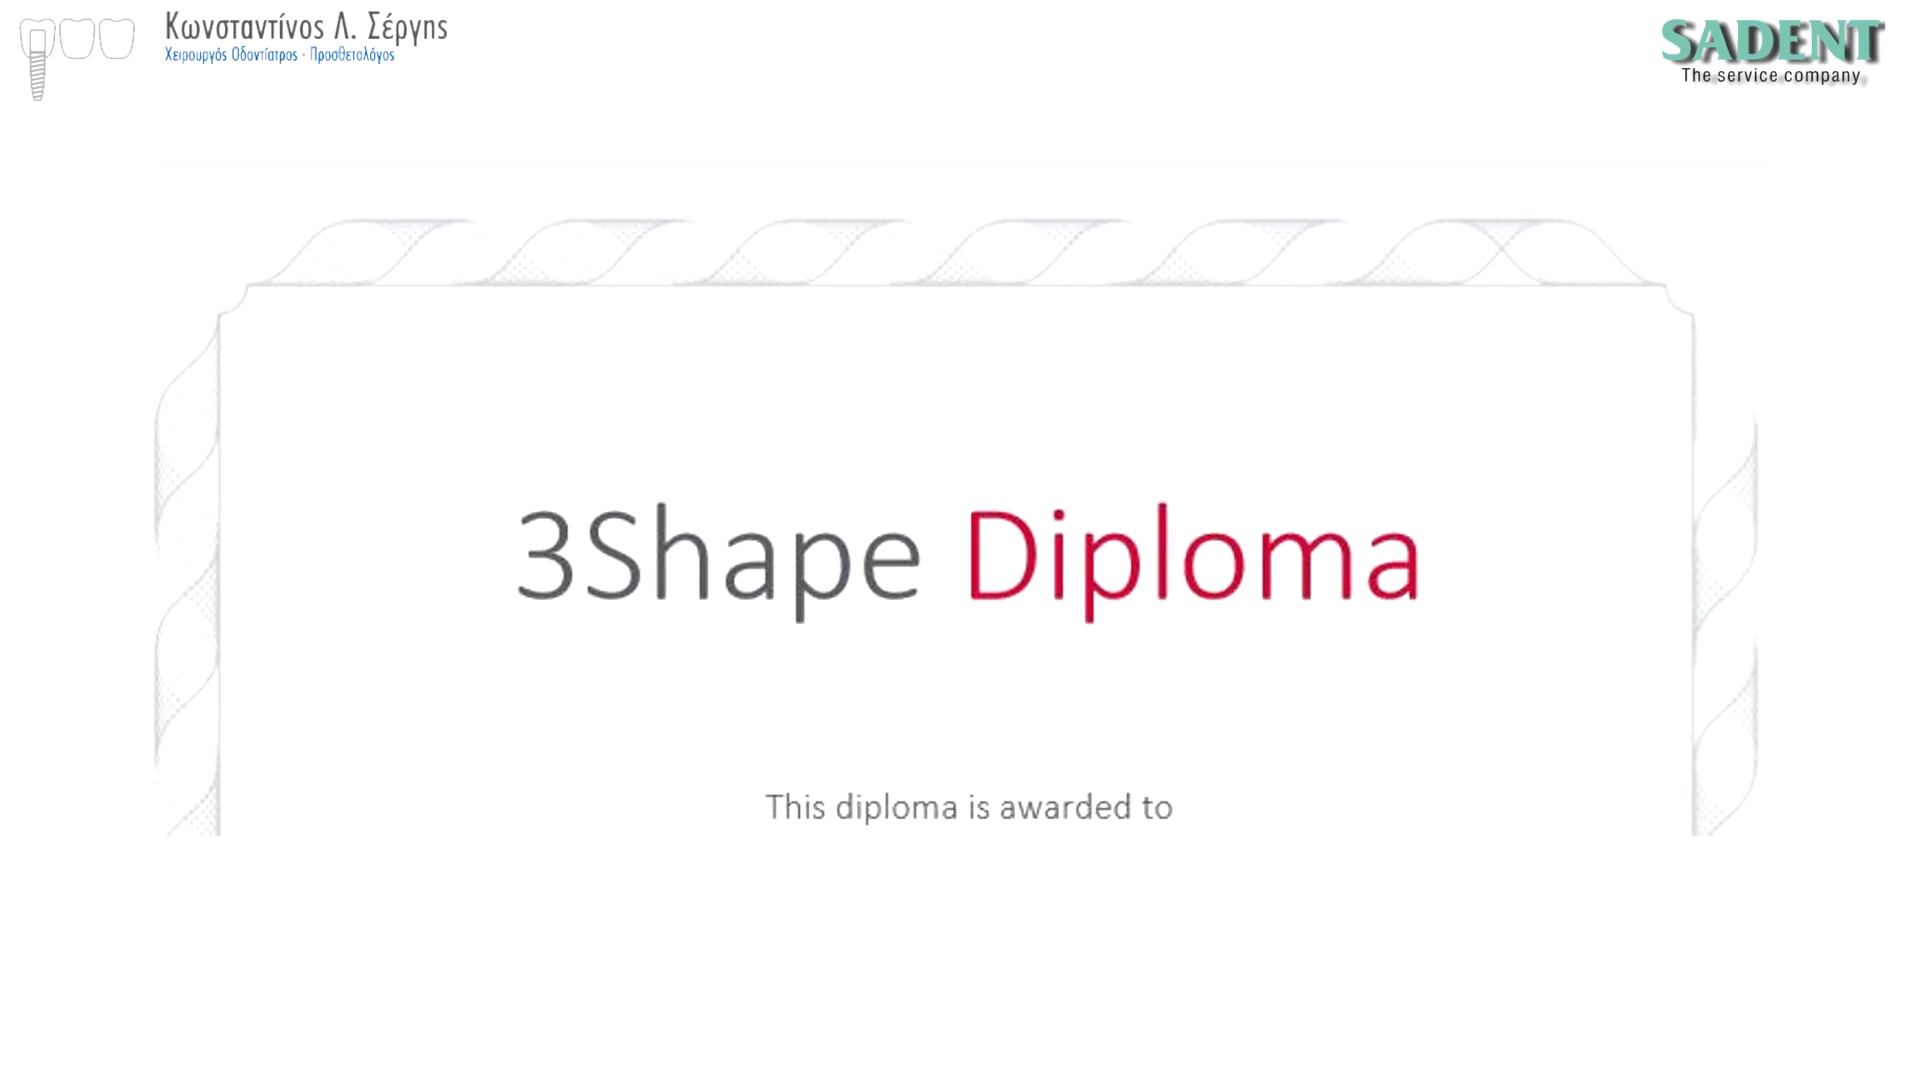 Κωνσταντίνος Λ. Σέργης
Χειρουργός Οδοντίατρος - Προσθετολόγος
SADENT
The service company
3Shape Diploma
This diploma is awarded to